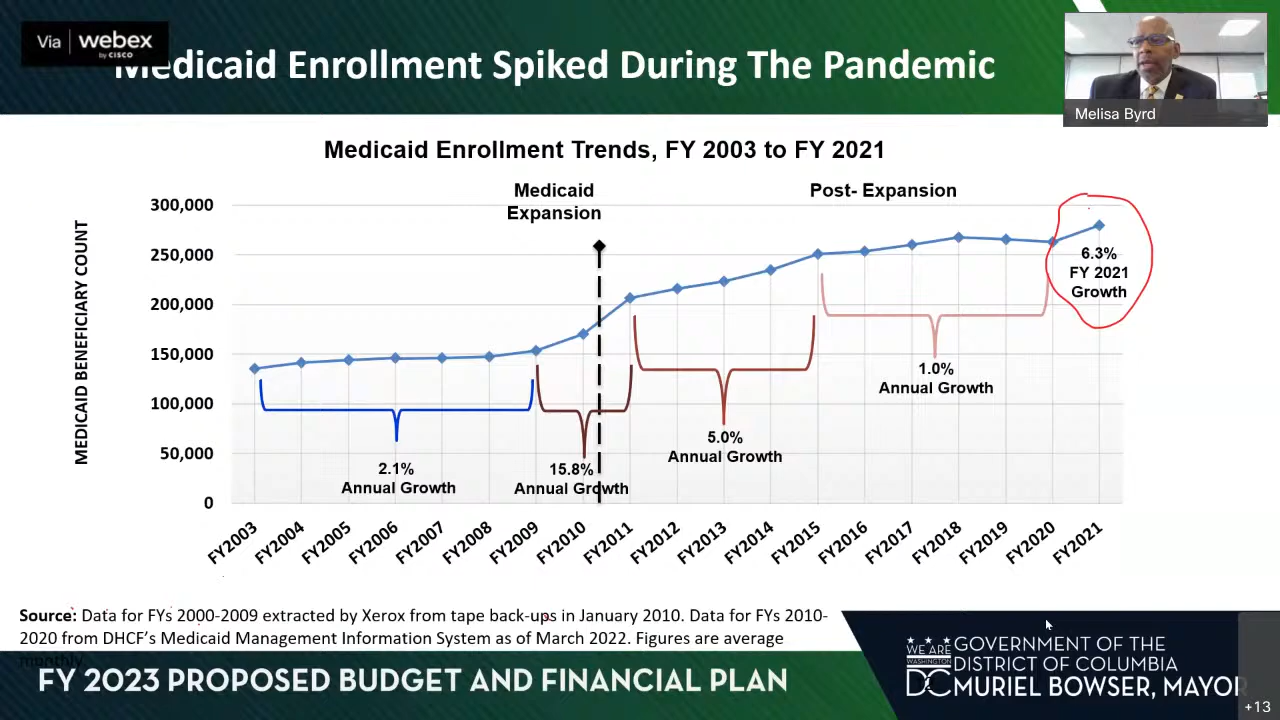 Via webex
by CISCO
Medicaid Enrollment Spiked During The Pandemic
Melisa Byrd
Medicaid Enrollment Trends, FY 2003 to FY 2021
Medicaid
Expansion
Post- Expansion
MEDICAID BENEFICIARY COUNT
300,000
250,000
200,000
150,000
100,000
50,000
0
6.3%
FY 2021
Growth
1.0%
Annual Growth
5.0%
Annual Growth
2.1%
Annual Growth
15.8%
Annual Growth
FY2003
FY2004
FY2005
FY2006
FY2007
FY2008
FY2009
FY2010
FY2011
FY2012
FY2013
FY2014
FY2015
FY2016
FY2017
FY2018
FY2019
FY2020
FY2021
Source: Data for FYs 2000-2009 extracted by Xerox from tape back-ups in January 2010. Data for FYs 2010-
2020 from DHCF's Medicaid Management Information System as of March 2022. Figures are average
monthly.
FY 2023 PROPOSED BUDGET AND FINANCIAL PLAN
WE ARE
WASHINGTON
DC
GOVERNMENT OF THE
DISTRICT OF COLUMBIA
MURIEL BOWSER, MAYOR
+13